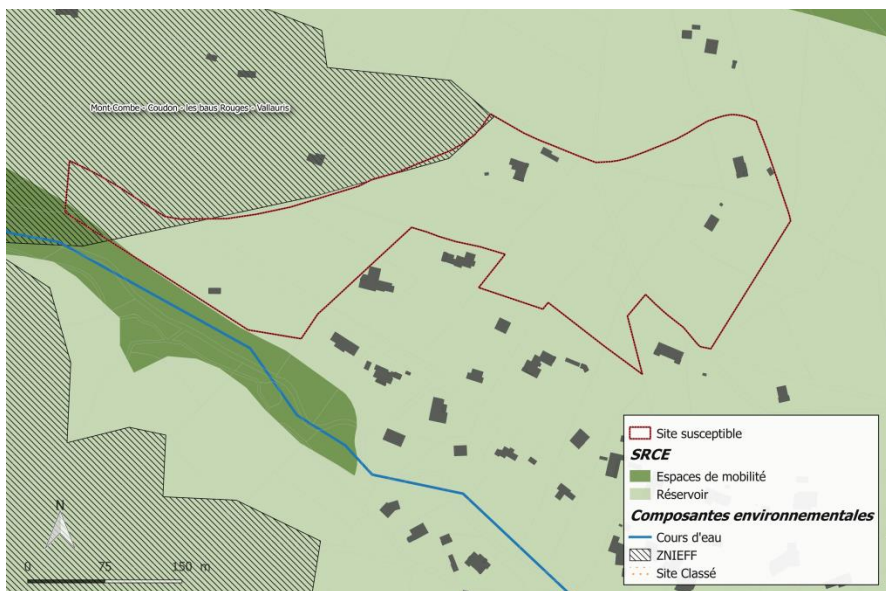 Mont Combe - Coudon - les baus Rouges - Vallauris
Site susceptible
SRCE
Espaces de mobilité
Réservoir
Composantes environnementales
Cours d'eau
ZNIEFF
Site Classé
N
0 75 150 m